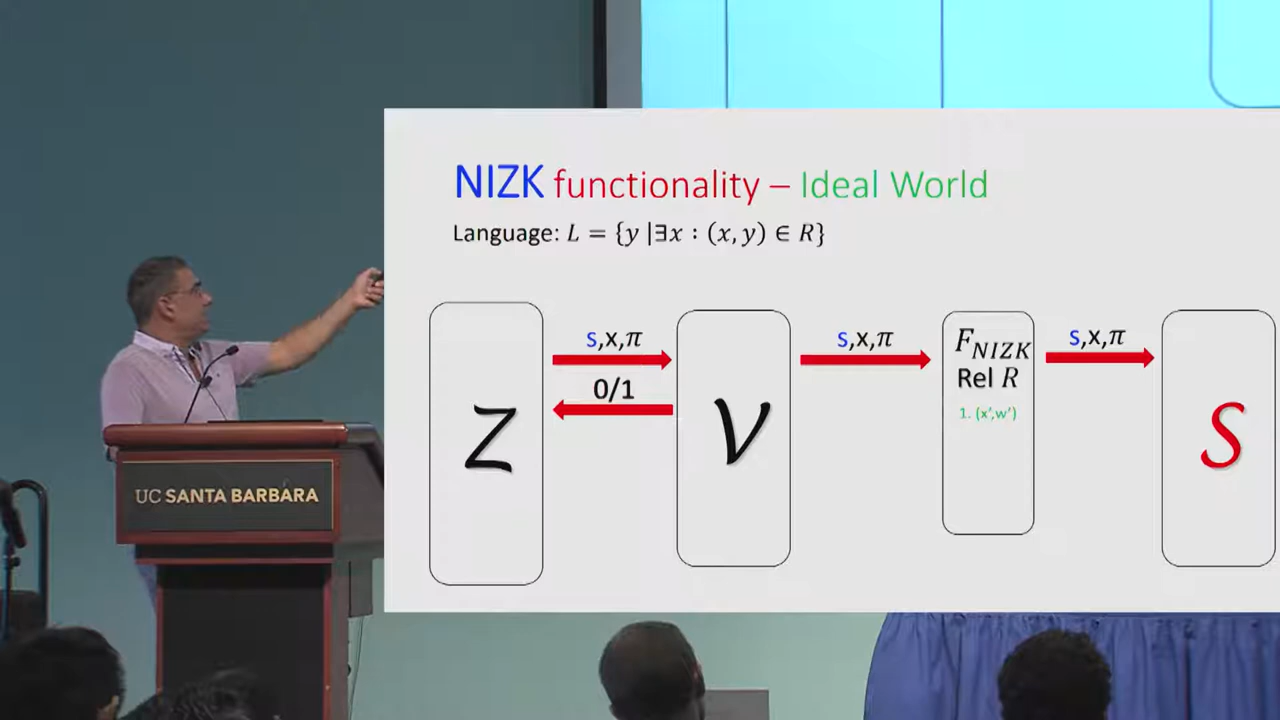 NIZK functionality – Ideal World
Language: L = {y |∃x : (x, y) ∈ R}
s,x,π
0/1
Z
V
s,x,π
F_NIZK
Rel R
1. (x',w')
s,x,π
S
UC SANTA BARBARA